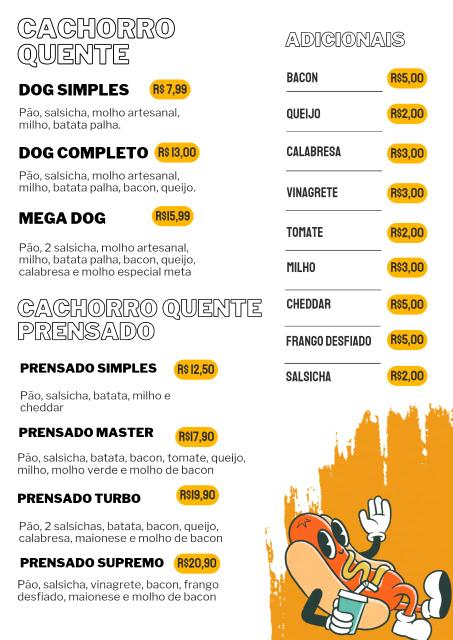 CACHORRO
QUENTE
DOG SIMPLES R$ 7,99
Pão, salsicha, molho artesanal,
milho, batata palha.
DOG COMPLETO R$ 13,00
Pão, salsicha, molho artesanal,
milho, batata palha, bacon, queijo.
MEGA DOG R$15,99
Pão, 2 salsicha, molho artesanal,
milho, batata palha, bacon, queijo,
calabresa e molho especial meta
CACHORRO QUENTE
PRENSADO
PRENSADO SIMPLES R$ 12,50
Pão, salsicha, batata, milho e
cheddar
PRENSADO MASTER R$17,90
Pão, salsicha, batata, bacon, tomate, queijo,
milho, molho verde e molho de bacon
PRENSADO TURBO R$19,90
Pão, 2 salsichas, batata, bacon, queijo,
calabresa, maionese e molho de bacon
PRENSADO SUPREMO R$20,90
Pão, salsicha, vinagrete, bacon, frango
desfiado, maionese e molho de bacon
ADICIONAIS
BACON R$5,00
QUEIJO R$2,00
CALABRESA R$3,00
VINAGRETE R$3,00
TOMATE R$2,00
MILHO R$3,00
CHEDDAR R$5,00
FRANGO DESFIADO R$5,00
SALSICHA R$2,00